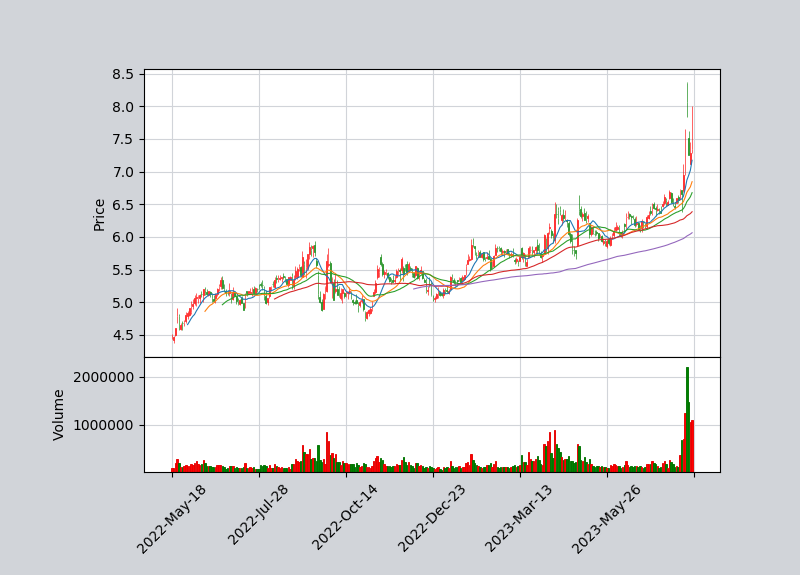 8.5
8.0
7.5
7.0
6.5
6.0
5.5
5.0
4.5
Price
2000000
1000000
Volume
2022-May-18
2022-Jul-28
2022-Oct-14
2022-Dec-23
2023-Mar-13
2023-May-26